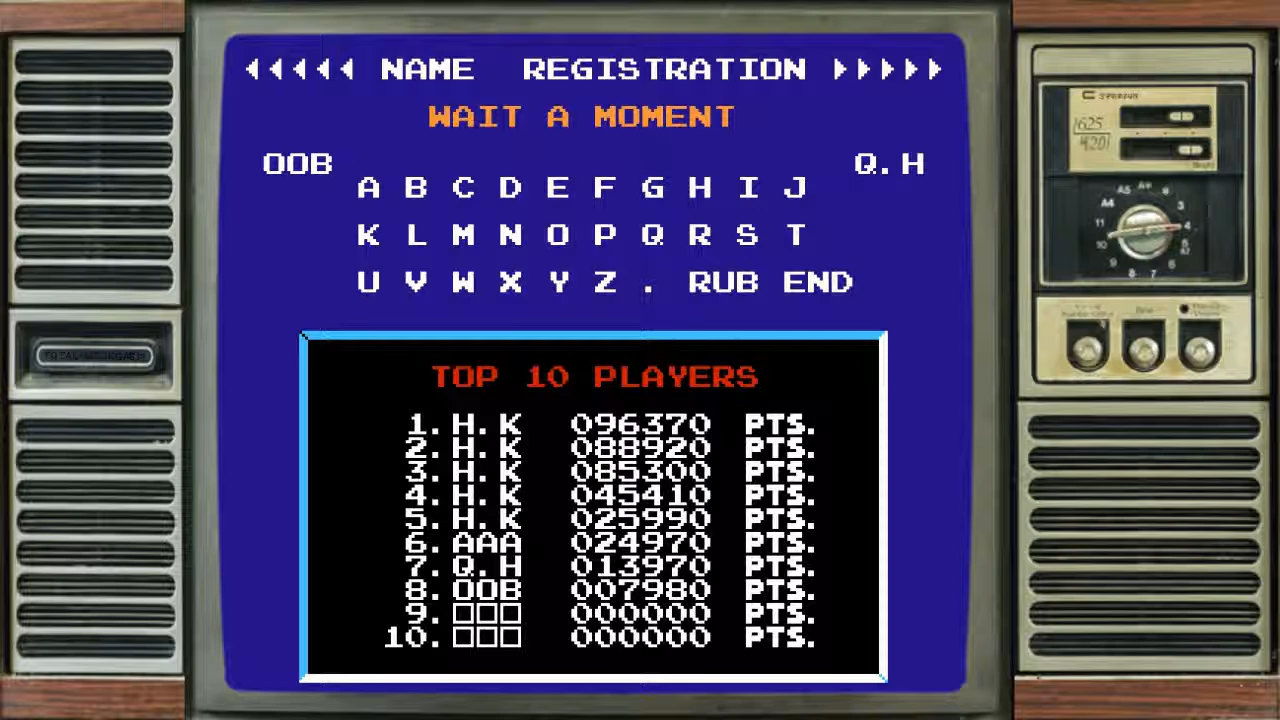 NAME REGISTRATION
WAIT A MOMENT
OOB Q.H
A B C D E F G H I J
K L M N O P Q R S T
U V W X Y Z . RUB END
TOP 10 PLAYERS
1. H.K 096370 PTS.
2. H.K 088920 PTS.
3. H.K 085300 PTS.
4. H.K 045410 PTS.
5. H.K 025990 PTS.
6. AAA 024970 PTS.
7. Q.H 013970 PTS.
8. OOB 007980 PTS.
9. □□□ 000000 PTS.
10. □□□ 000000 PTS.